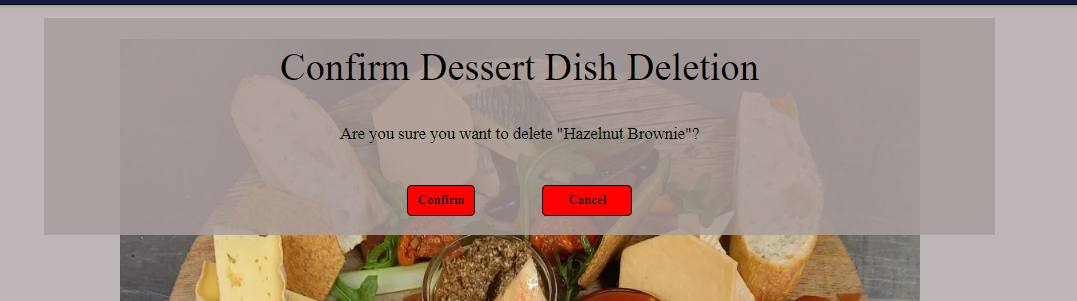 Confirm Dessert Dish Deletion
Are you sure you want to delete "Hazelnut Brownie"?
Confirm Cancel